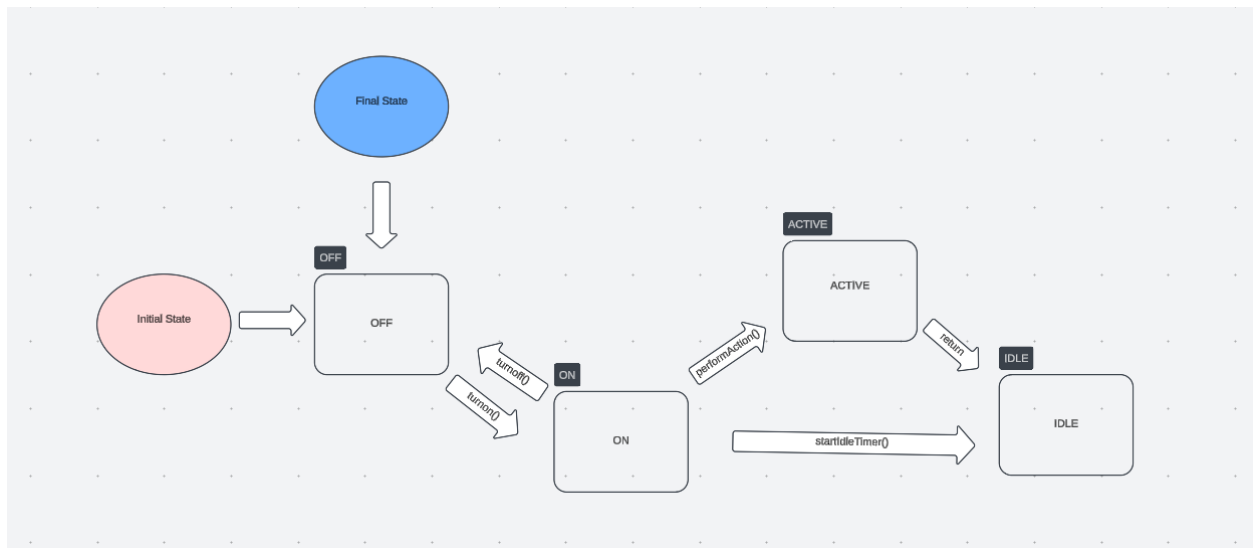 Final State
ACTIVE
OFF
ACTIVE
Initial State
OFF
performAction()
return
IDLE
turnoff()
ON
turnon()
IDLE
ON
startIdleTimer()